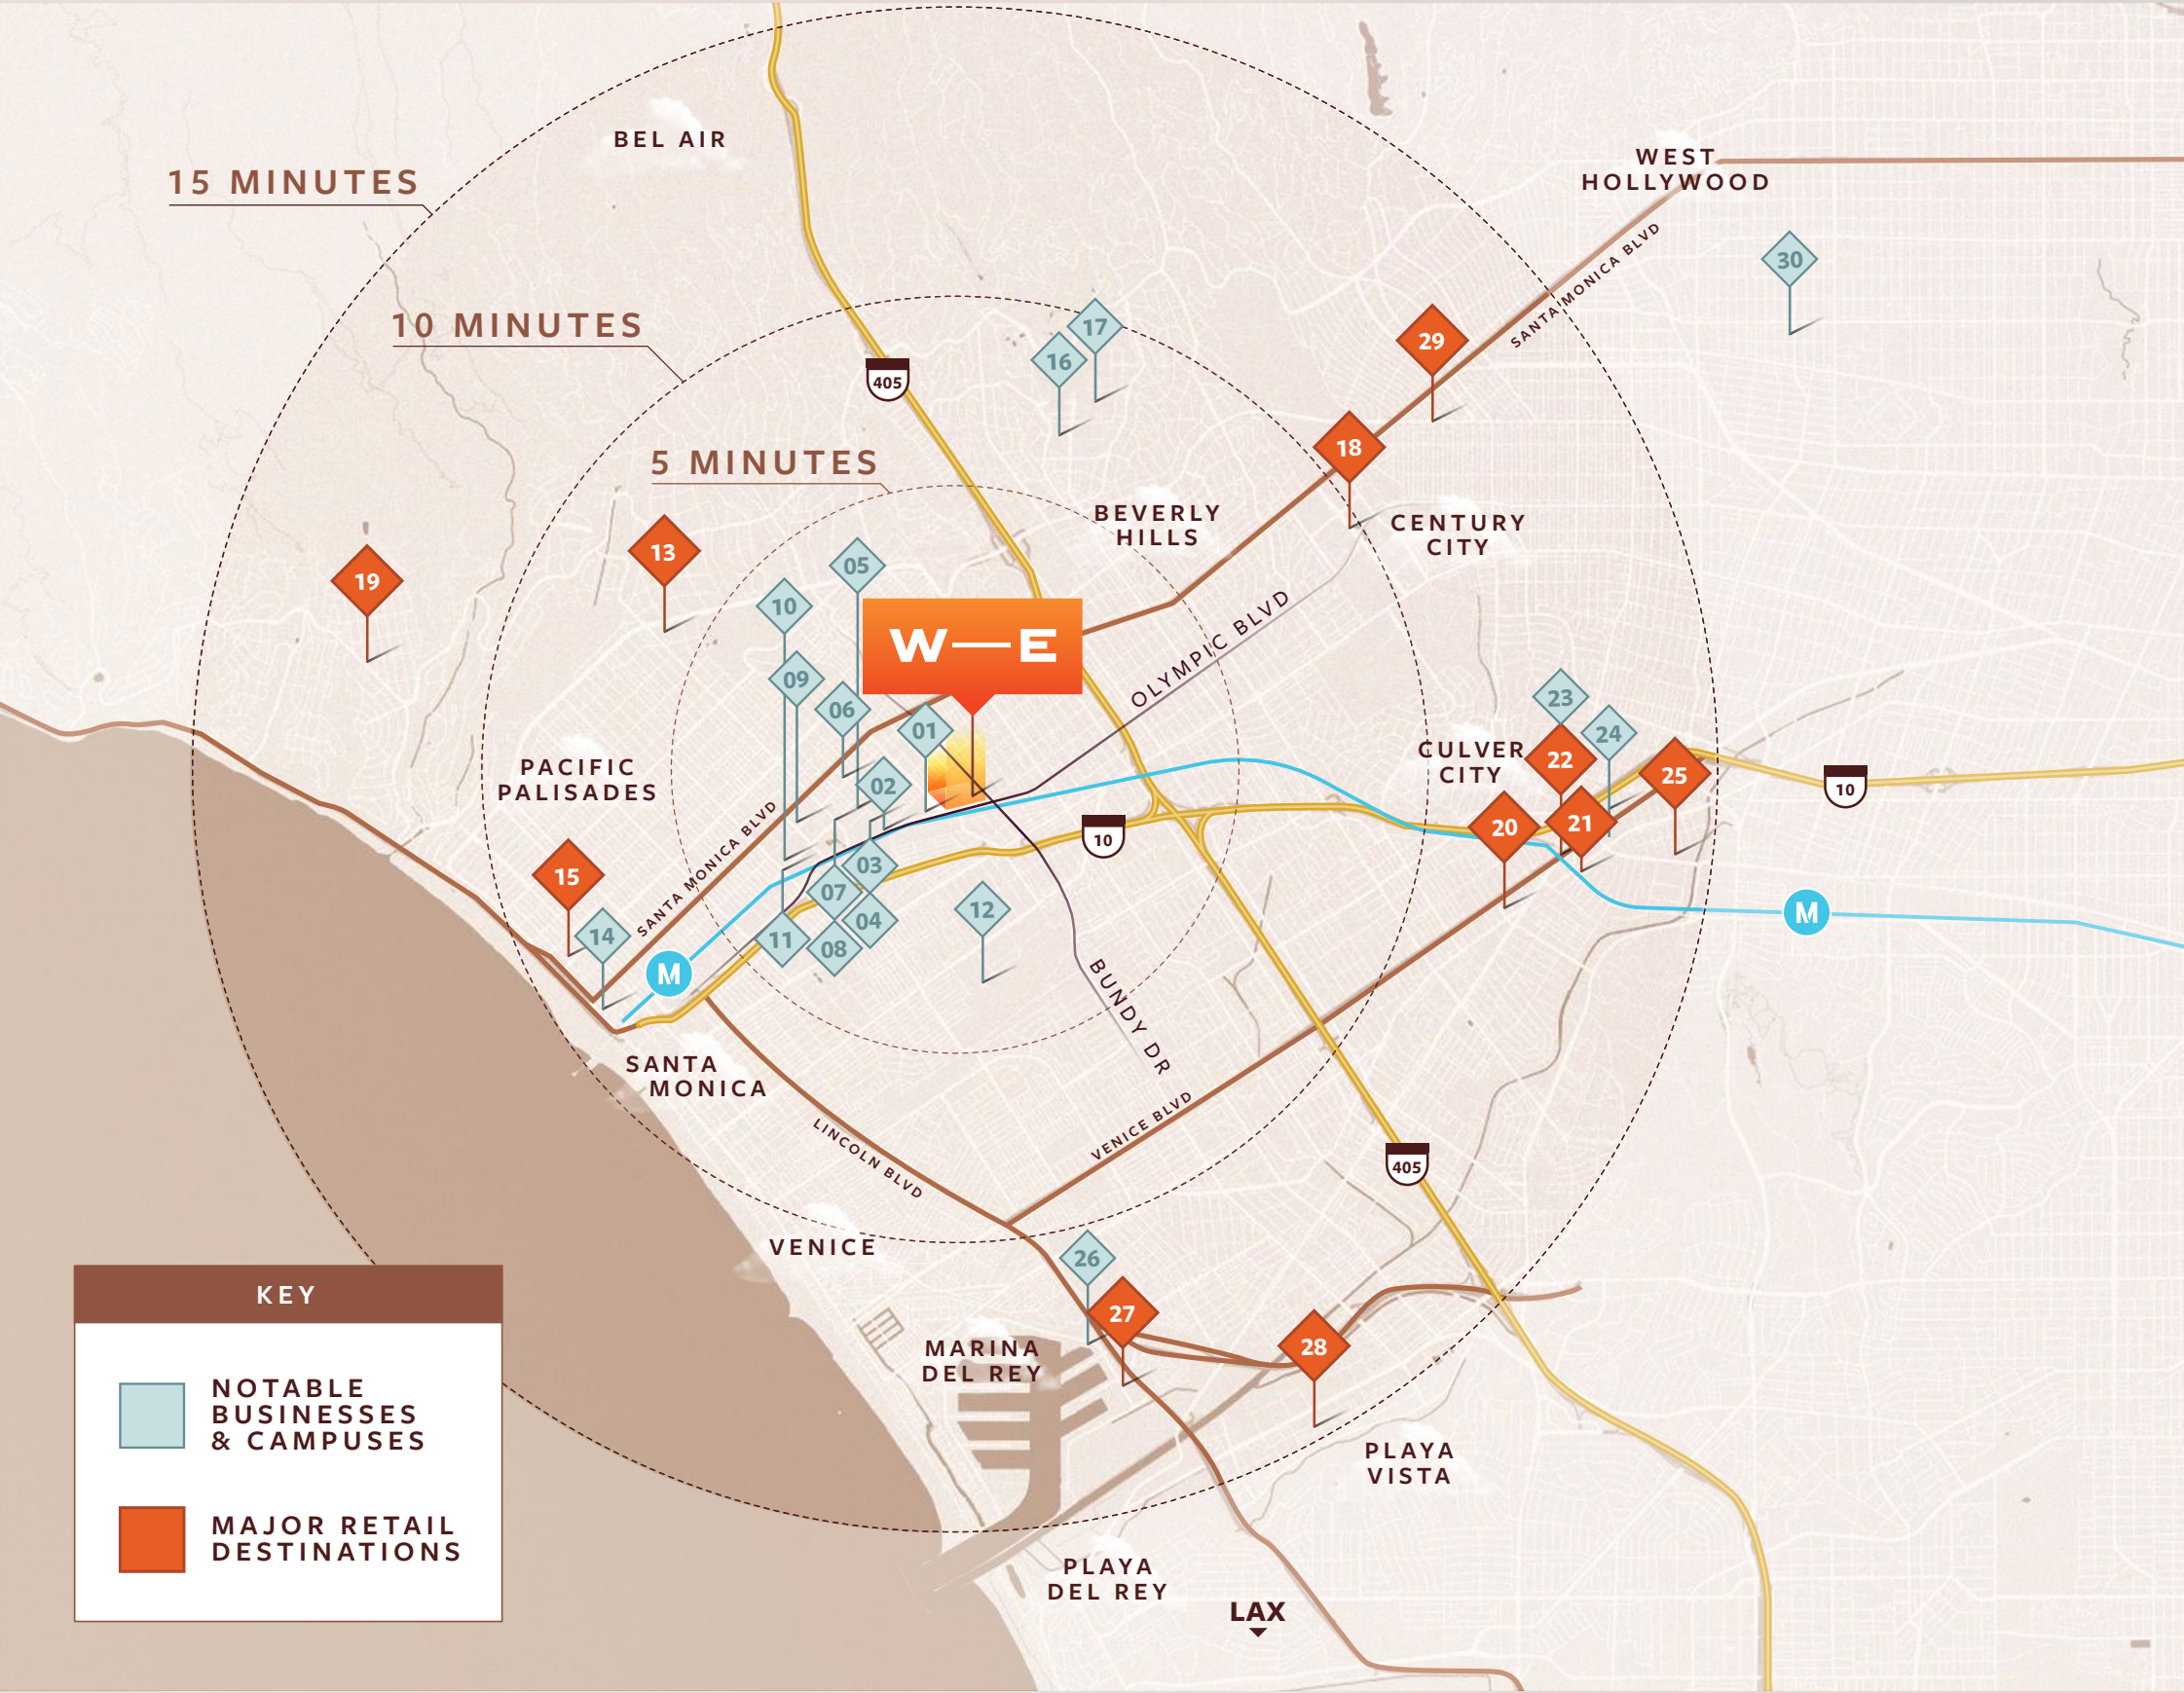 BEL AIR
15 MINUTES
WEST
HOLLYWOOD
SANTA MONICA BLVD
30
10 MINUTES
17
16
29
405
18
5 MINUTES
BEVERLY
HILLS
CENTURY
CITY
19
13
05
10
W—E
OLYMPIC BLVD
09
06
01
02
23
24
22
25
CULVER
CITY
20
21
10
10
PACIFIC
PALISADES
SANTA MONICA BLVD
15
14
03
07
04
11
08
12
M
M
BUNDY DR
SANTA
MONICA
LINCOLN BLVD
VENICE BLVD
405
VENICE
26
27
28
MARINA
DEL REY
PLAYA
VISTA
PLAYA
DEL REY
LAX
KEY
NOTABLE
BUSINESSES
& CAMPUSES
MAJOR RETAIL
DESTINATIONS